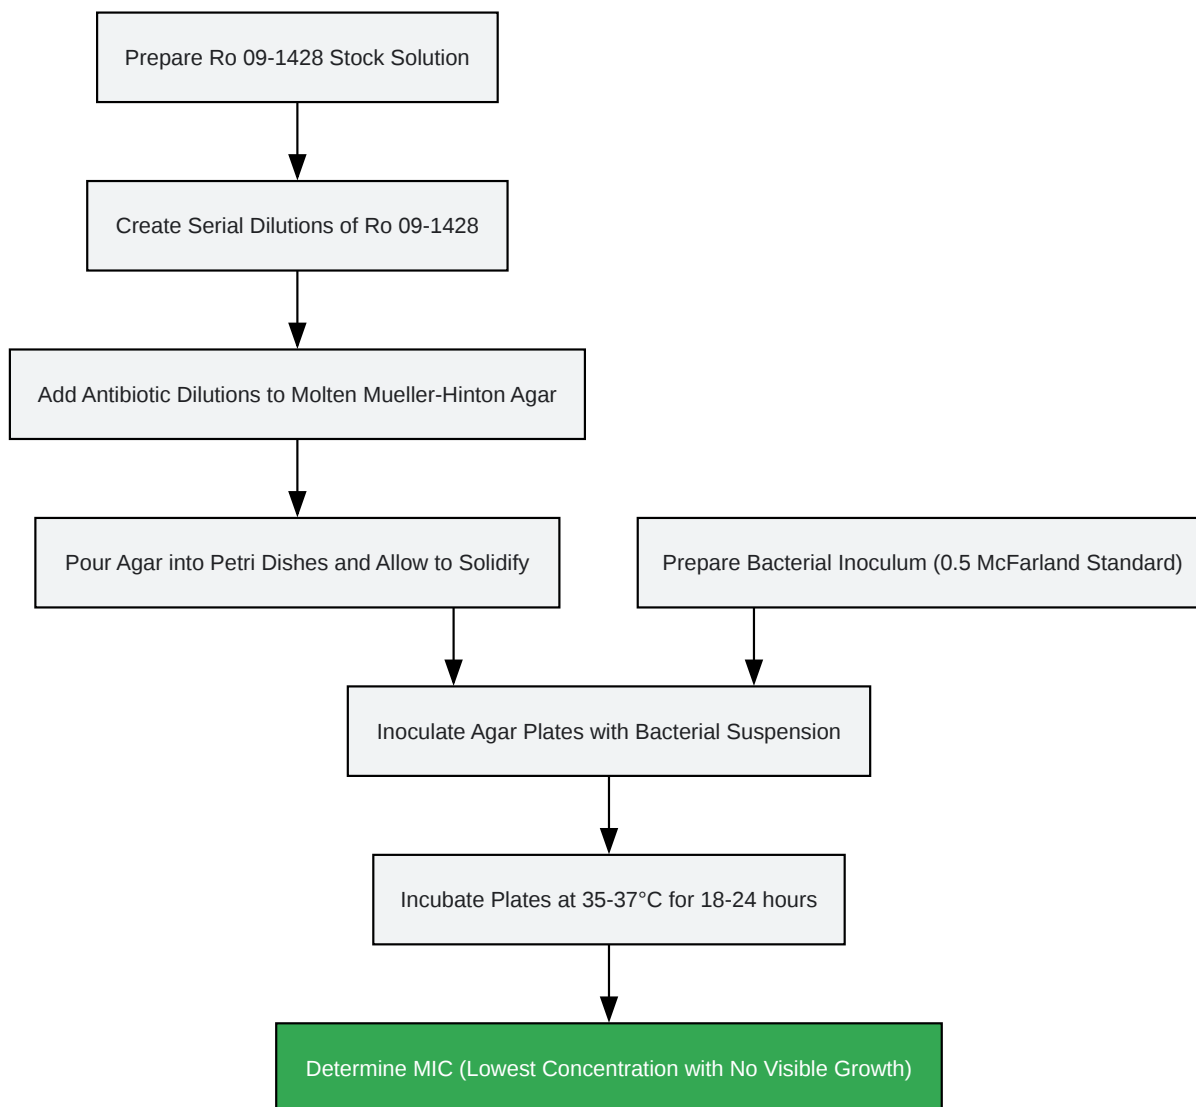 Prepare Ro 09-1428 Stock Solution
Create Serial Dilutions of Ro 09-1428
Add Antibiotic Dilutions to Molten Mueller-Hinton Agar
Pour Agar into Petri Dishes and Allow to Solidify
Prepare Bacterial Inoculum (0.5 McFarland Standard)
Inoculate Agar Plates with Bacterial Suspension
Incubate Plates at 35-37°C for 18-24 hours
Determine MIC (Lowest Concentration with No Visible Growth)